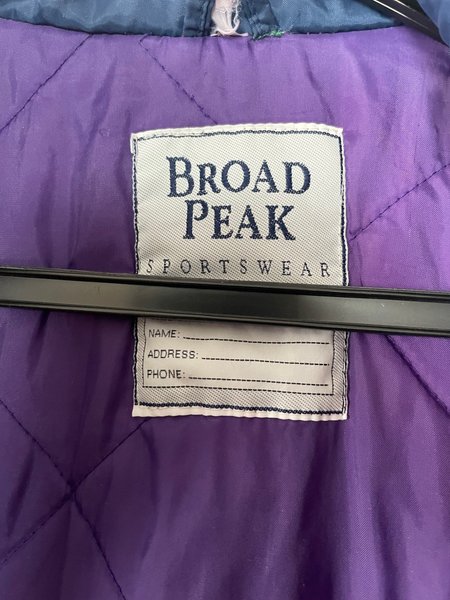 BROAD
PEAK
SPORTSWEAR
NAME:
ADDRESS:
PHONE: